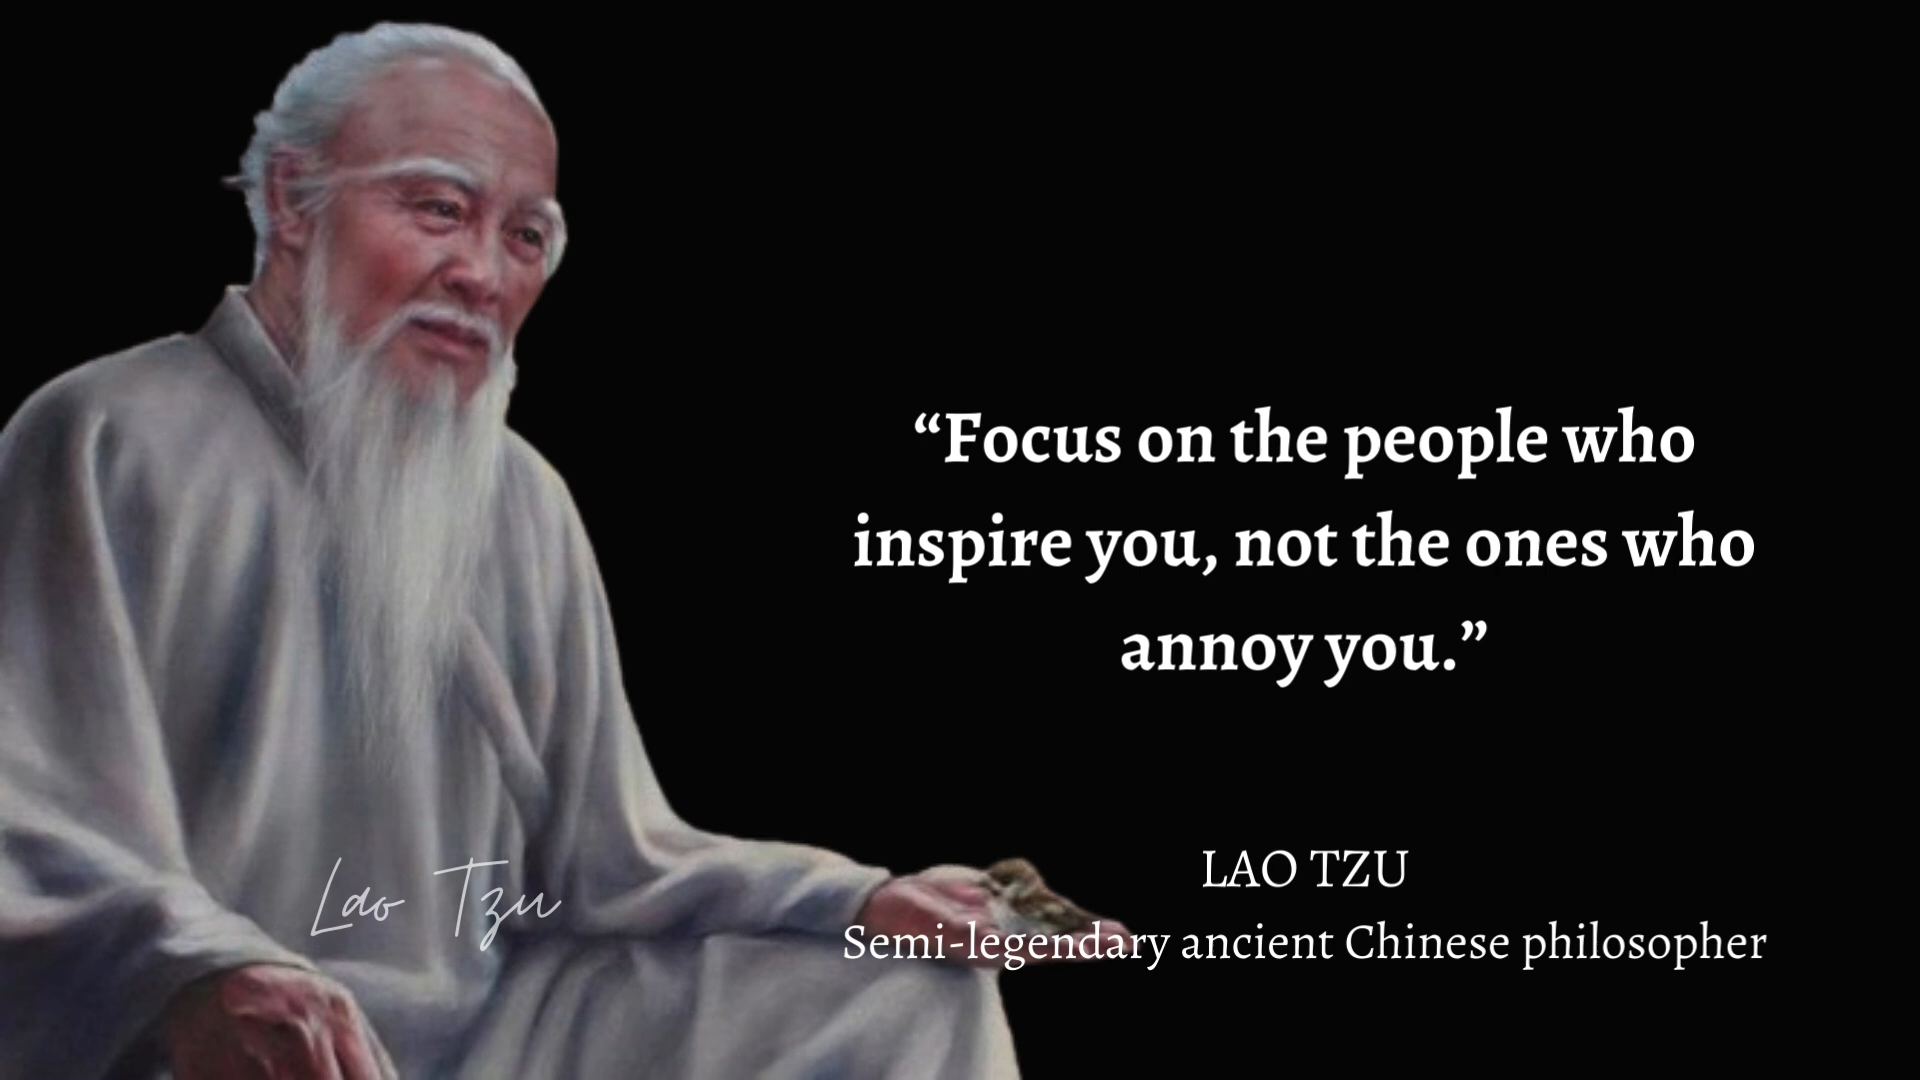 “Focus on the people who
inspire you, not the ones who
annoy you.”
Lao Tzu
LAO TZU
Semi-legendary ancient Chinese philosopher